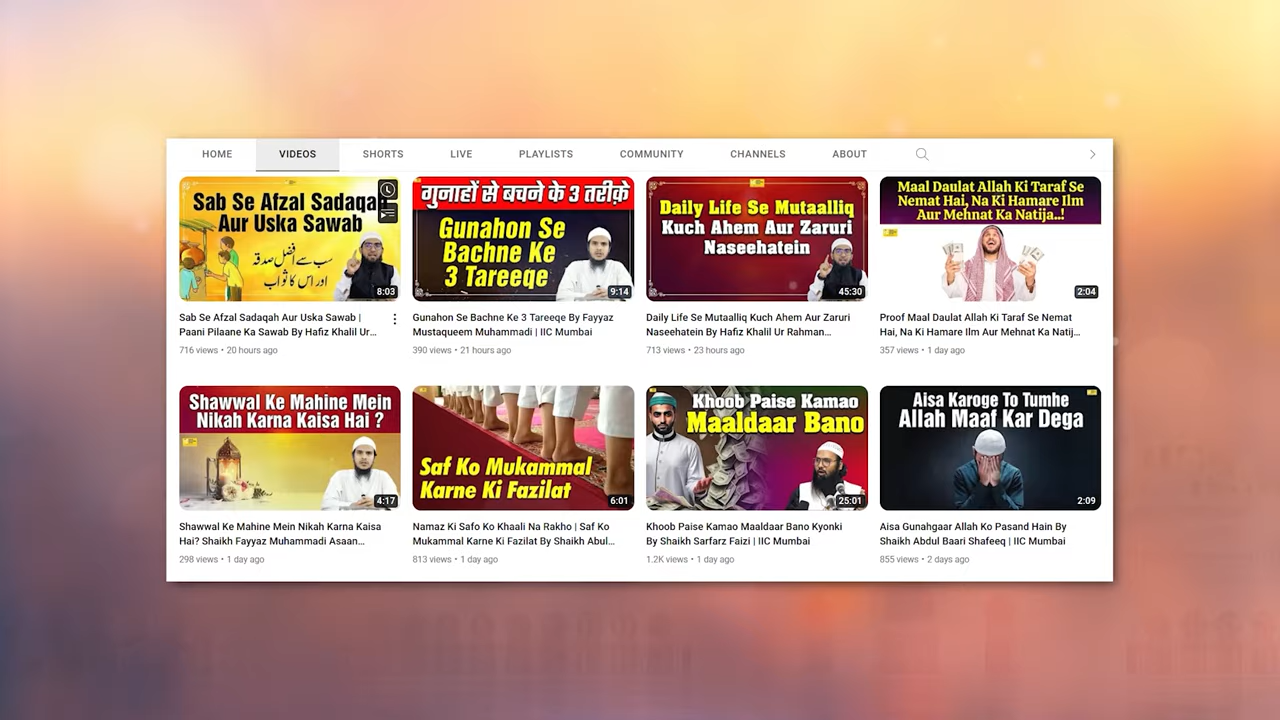 HOME VIDEOS SHORTS LIVE PLAYLISTS COMMUNITY CHANNELS ABOUT
Sab Se Afzal Sadaqah
Aur Uska Sawab
سب سے افضل صدقہ
اور اس کا ثواب
8:03
Sab Se Afzal Sadaqah Aur Uska Sawab |
Paani Pilaane Ka Sawab By Hafiz Khalil Ur...
716 views • 20 hours ago
गुनाहों से बचने के 3 तरीक़े
Gunahon Se
Bachne Ke
3 Tareeqe
9:14
Gunahon Se Bachne Ke 3 Tareeqe By Fayyaz
Mustaqueem Muhammadi | IIC Mumbai
390 views • 21 hours ago
Daily Life Se Mutaalliq
Kuch Ahem Aur Zaruri
Naseehatein
45:30
Daily Life Se Mutaalliq Kuch Ahem Aur Zaruri
Naseehatein By Hafiz Khalil Ur Rahman...
713 views • 23 hours ago
Maal Daulat Allah Ki Taraf Se
Nemat Hai, Na Ki Hamare Ilm
Aur Mehnat Ka Natija..!
2:04
Proof Maal Daulat Allah Ki Taraf Se Nemat
Hai, Na Ki Hamare Ilm Aur Mehnat Ka Natij...
357 views • 1 day ago
Shawwal Ke Mahine Mein
Nikah Karna Kaisa Hai ?
4:17
Shawwal Ke Mahine Mein Nikah Karna Kaisa
Hai? Shaikh Fayyaz Muhammadi Asaan...
298 views • 1 day ago
Saf Ko Mukammal
Karne Ki Fazilat
6:01
Namaz Ki Safo Ko Khaali Na Rakho | Saf Ko
Mukammal Karne Ki Fazilat By Shaikh Abul...
813 views • 1 day ago
Khoob Paise Kamao
Maaldaar Bano
25:01
Khoob Paise Kamao Maaldaar Bano Kyonki
By Shaikh Sarfarz Faizi | IIC Mumbai
1.2K views • 1 day ago
Aisa Karoge To Tumhe
Allah Maaf Kar Dega
2:09
Aisa Gunahgaar Allah Ko Pasand Hain By
Shaikh Abdul Baari Shafeeq | IIC Mumbai
855 views • 2 days ago